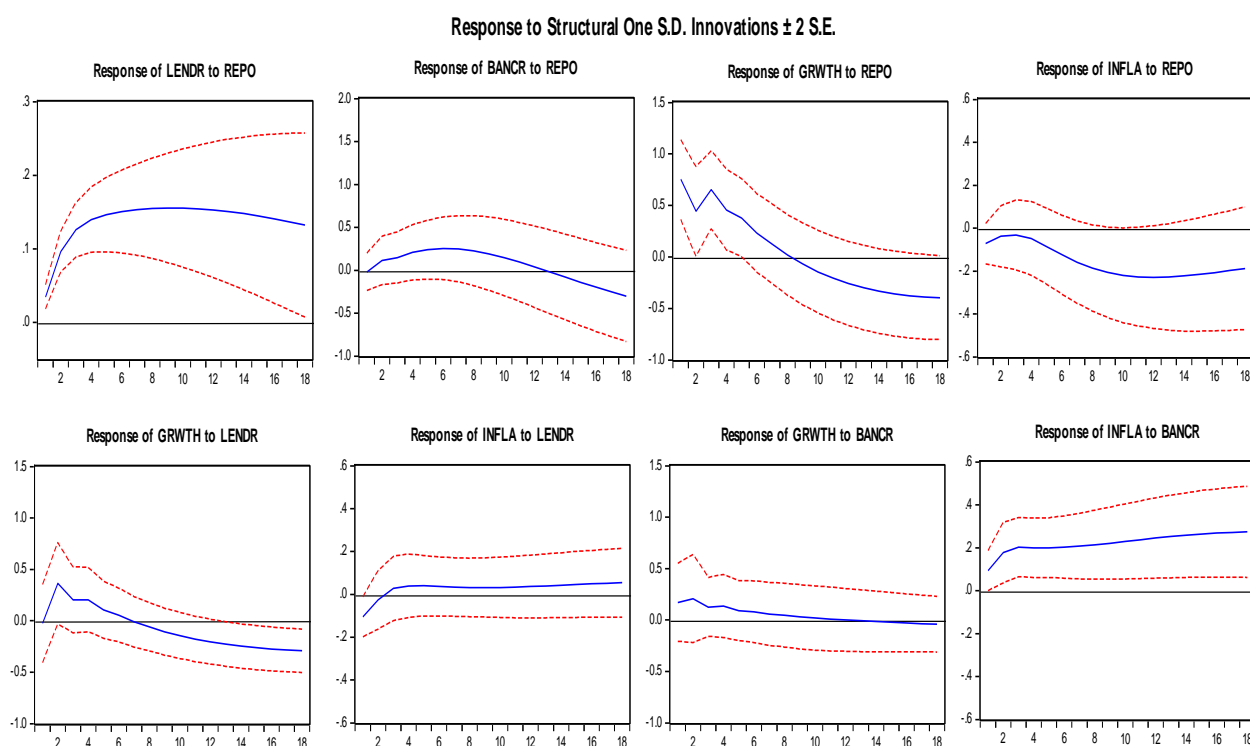 Response to Structural One S.D. Innovations ± 2 S.E.
Response of LENDR to REPO
.3
.2
.1
.0
2 4 6 8 10 12 14 16 18
Response of BANCR to REPO
2.0
1.5
1.0
0.5
0.0
-0.5
-1.0
2 4 6 8 10 12 14 16 18
Response of GRWTH to REPO
1.5
1.0
0.5
0.0
-0.5
-1.0
2 4 6 8 10 12 14 16 18
Response of INFLA to REPO
.6
.4
.2
.0
-.2
-.4
-.6
2 4 6 8 10 12 14 16 18
Response of GRWTH to LENDR
1.5
1.0
0.5
0.0
-0.5
-1.0
2 4 6 8 10 12 14 16 18
Response of INFLA to LENDR
.6
.4
.2
.0
-.2
-.4
-.6
2 4 6 8 10 12 14 16 18
Response of GRWTH to BANCR
1.5
1.0
0.5
0.0
-0.5
-1.0
2 4 6 8 10 12 14 16 18
Response of INFLA to BANCR
.6
.4
.2
.0
-.2
-.4
-.6
2 4 6 8 10 12 14 16 18